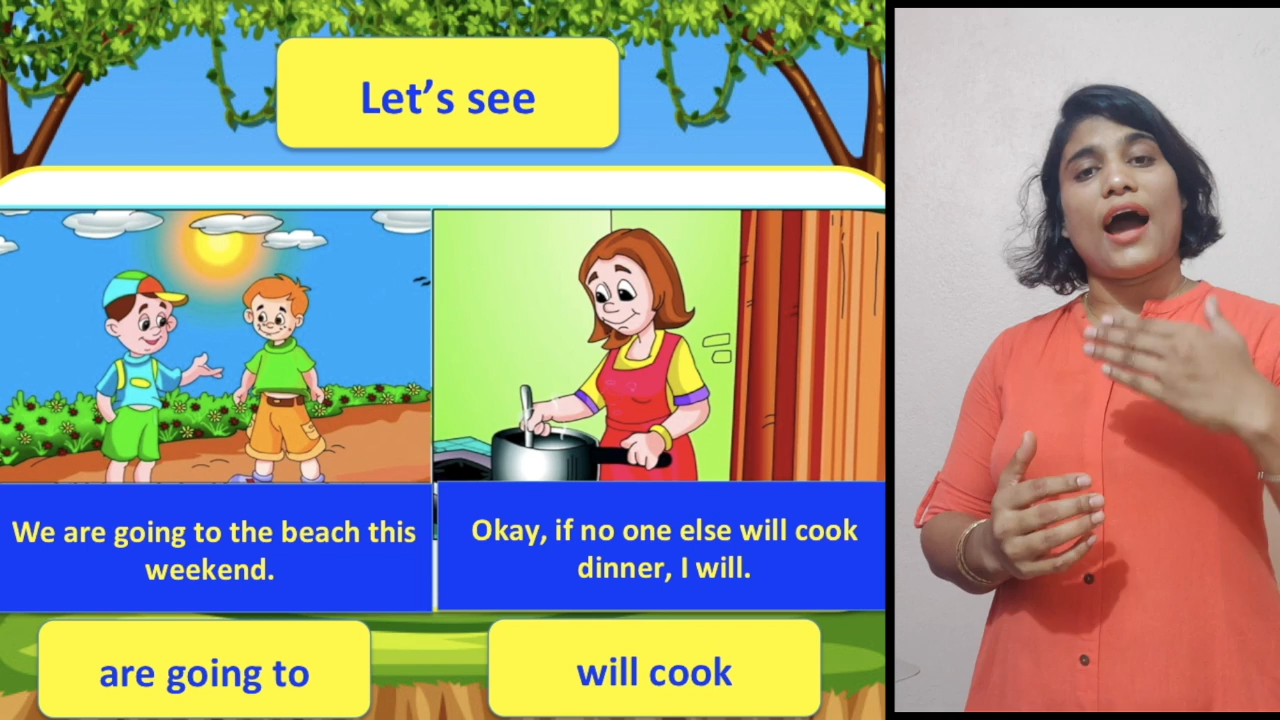 Let's see
We are going to the beach this
weekend.
Okay, if no one else will cook
dinner, I will.
are going to
will cook